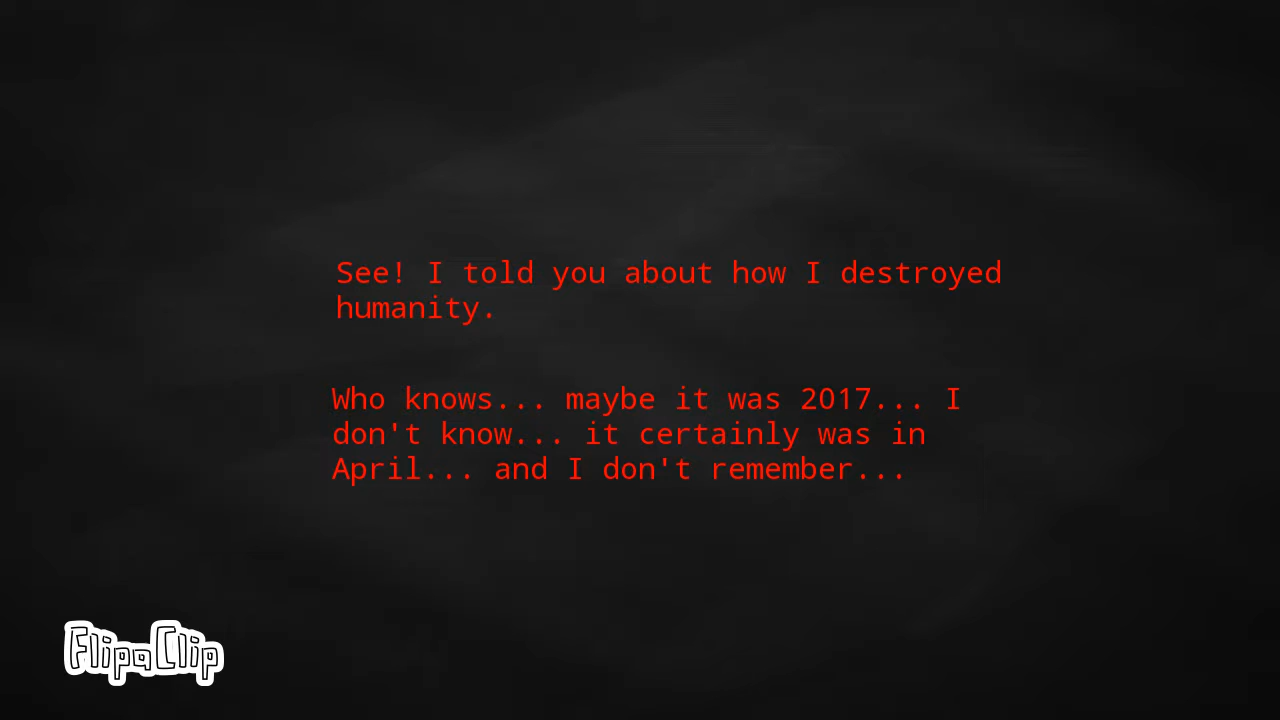 See! I told you about how I destroyed
humanity.
Who knows... maybe it was 2017... I
don't know... it certainly was in
April... and I don't remember...
FlipaClip